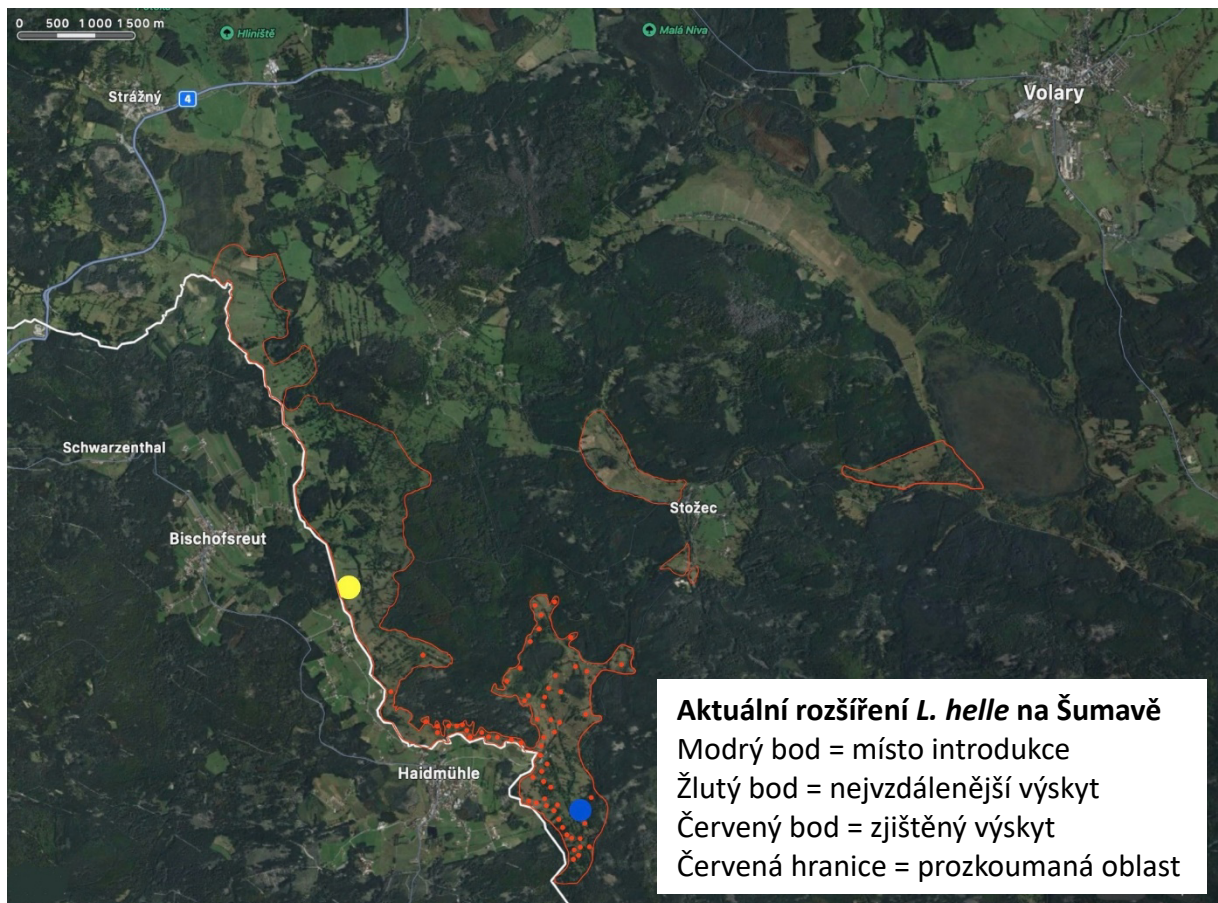 0 500 1 000 1 500 m
Hliniště
Malá Niva
Strážný
4
Volary
Schwarzenthal
Stožec
Bischofsreut
Haidmühle
Aktuální rozšíření L. helle na Šumavě
Modrý bod = místo introdukce
Žlutý bod = nejvzdálenější výskyt
Červený bod = zjištěný výskyt
Červená hranice = prozkoumaná oblast